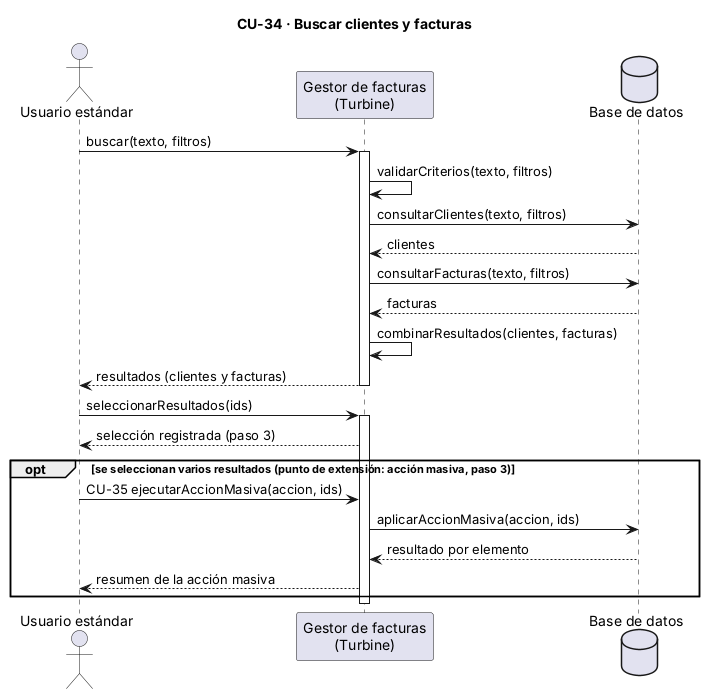 CU-34 · Buscar clientes y facturas
Usuario estándar
Gestor de facturas
(Turbine)
Base de datos
buscar(texto, filtros)
validarCriterios(texto, filtros)
consultarClientes(texto, filtros)
clientes
consultarFacturas(texto, filtros)
facturas
combinarResultados(clientes, facturas)
resultados (clientes y facturas)
seleccionarResultados(ids)
selección registrada (paso 3)
opt
[se seleccionan varios resultados (punto de extensión: acción masiva, paso 3)]
CU-35 ejecutarAccionMasiva(accion, ids)
aplicarAccionMasiva(accion, ids)
resultado por elemento
resumen de la acción masiva
Usuario estándar
Gestor de facturas
(Turbine)
Base de datos